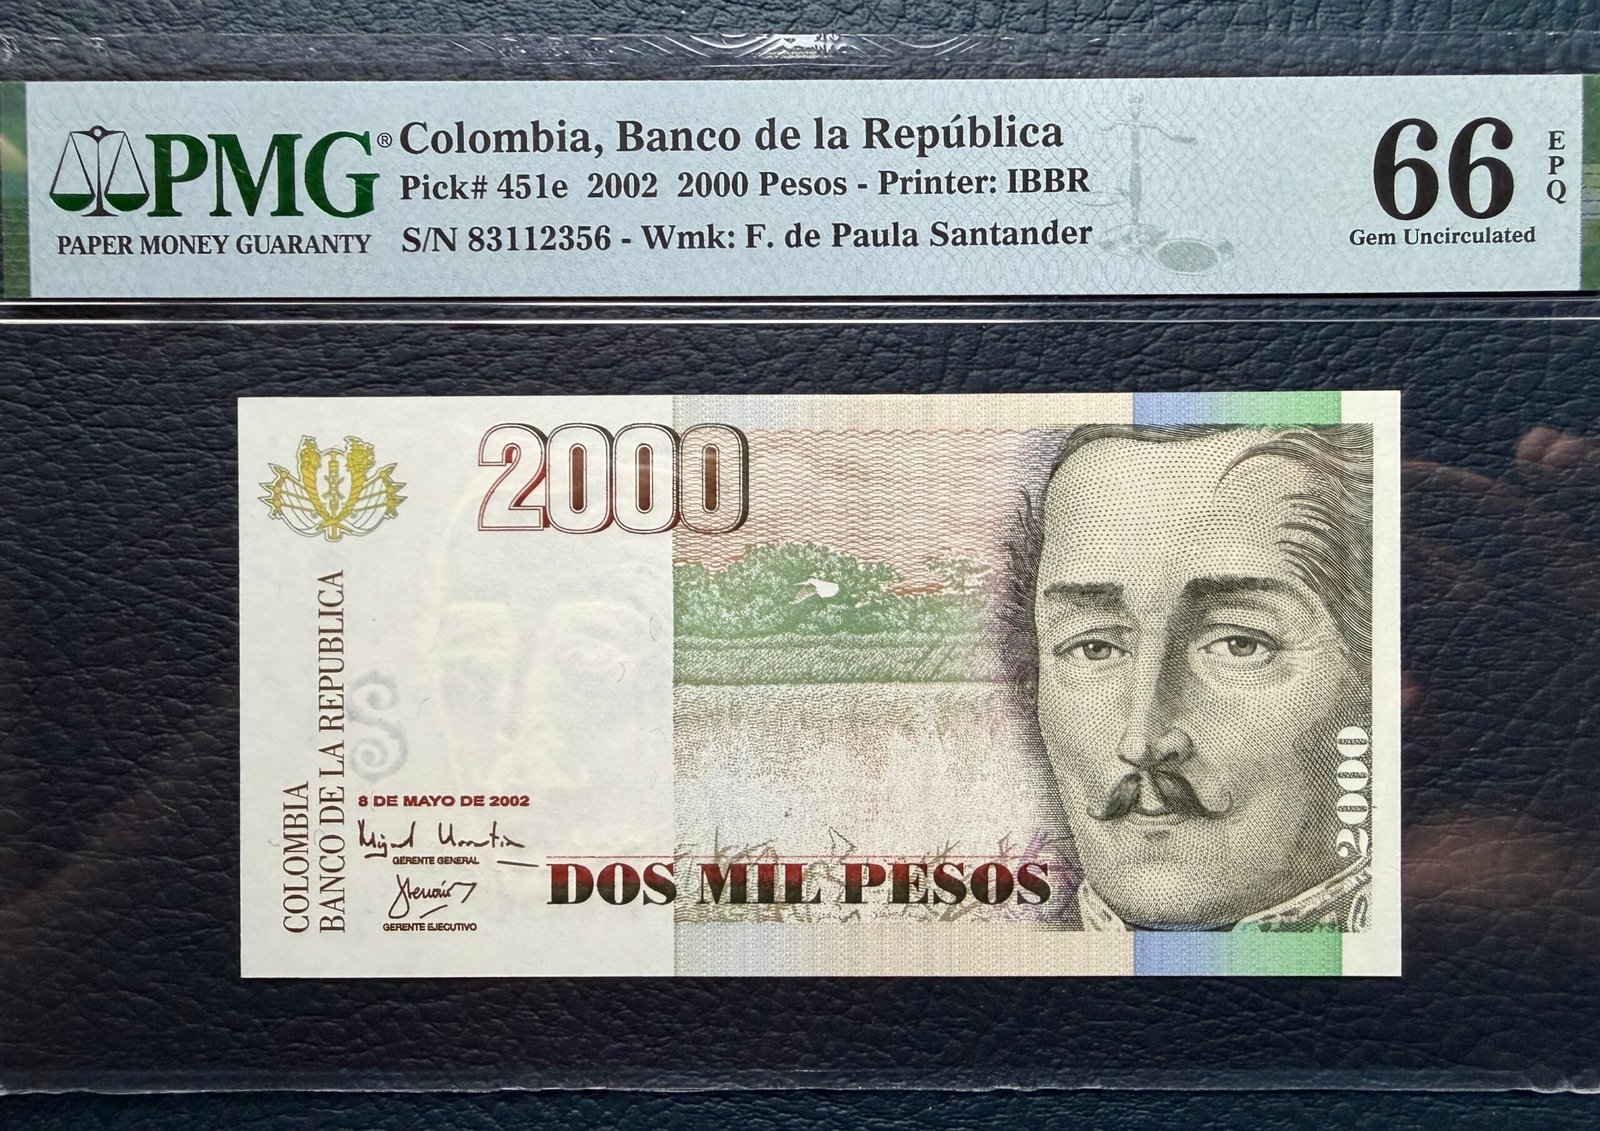 PMG®
PAPER MONEY GUARANTY
Colombia, Banco de la República
Pick# 451e 2002 2000 Pesos - Printer: IBBR
S/N 83112356 - Wmk: F. de Paula Santander
66
EPQ
Gem Uncirculated
2000
COLOMBIA
BANCO DE LA REPUBLICA
8 DE MAYO DE 2002
GERENTE GENERAL
GERENTE EJECUTIVO
DOS MIL PESOS
2000